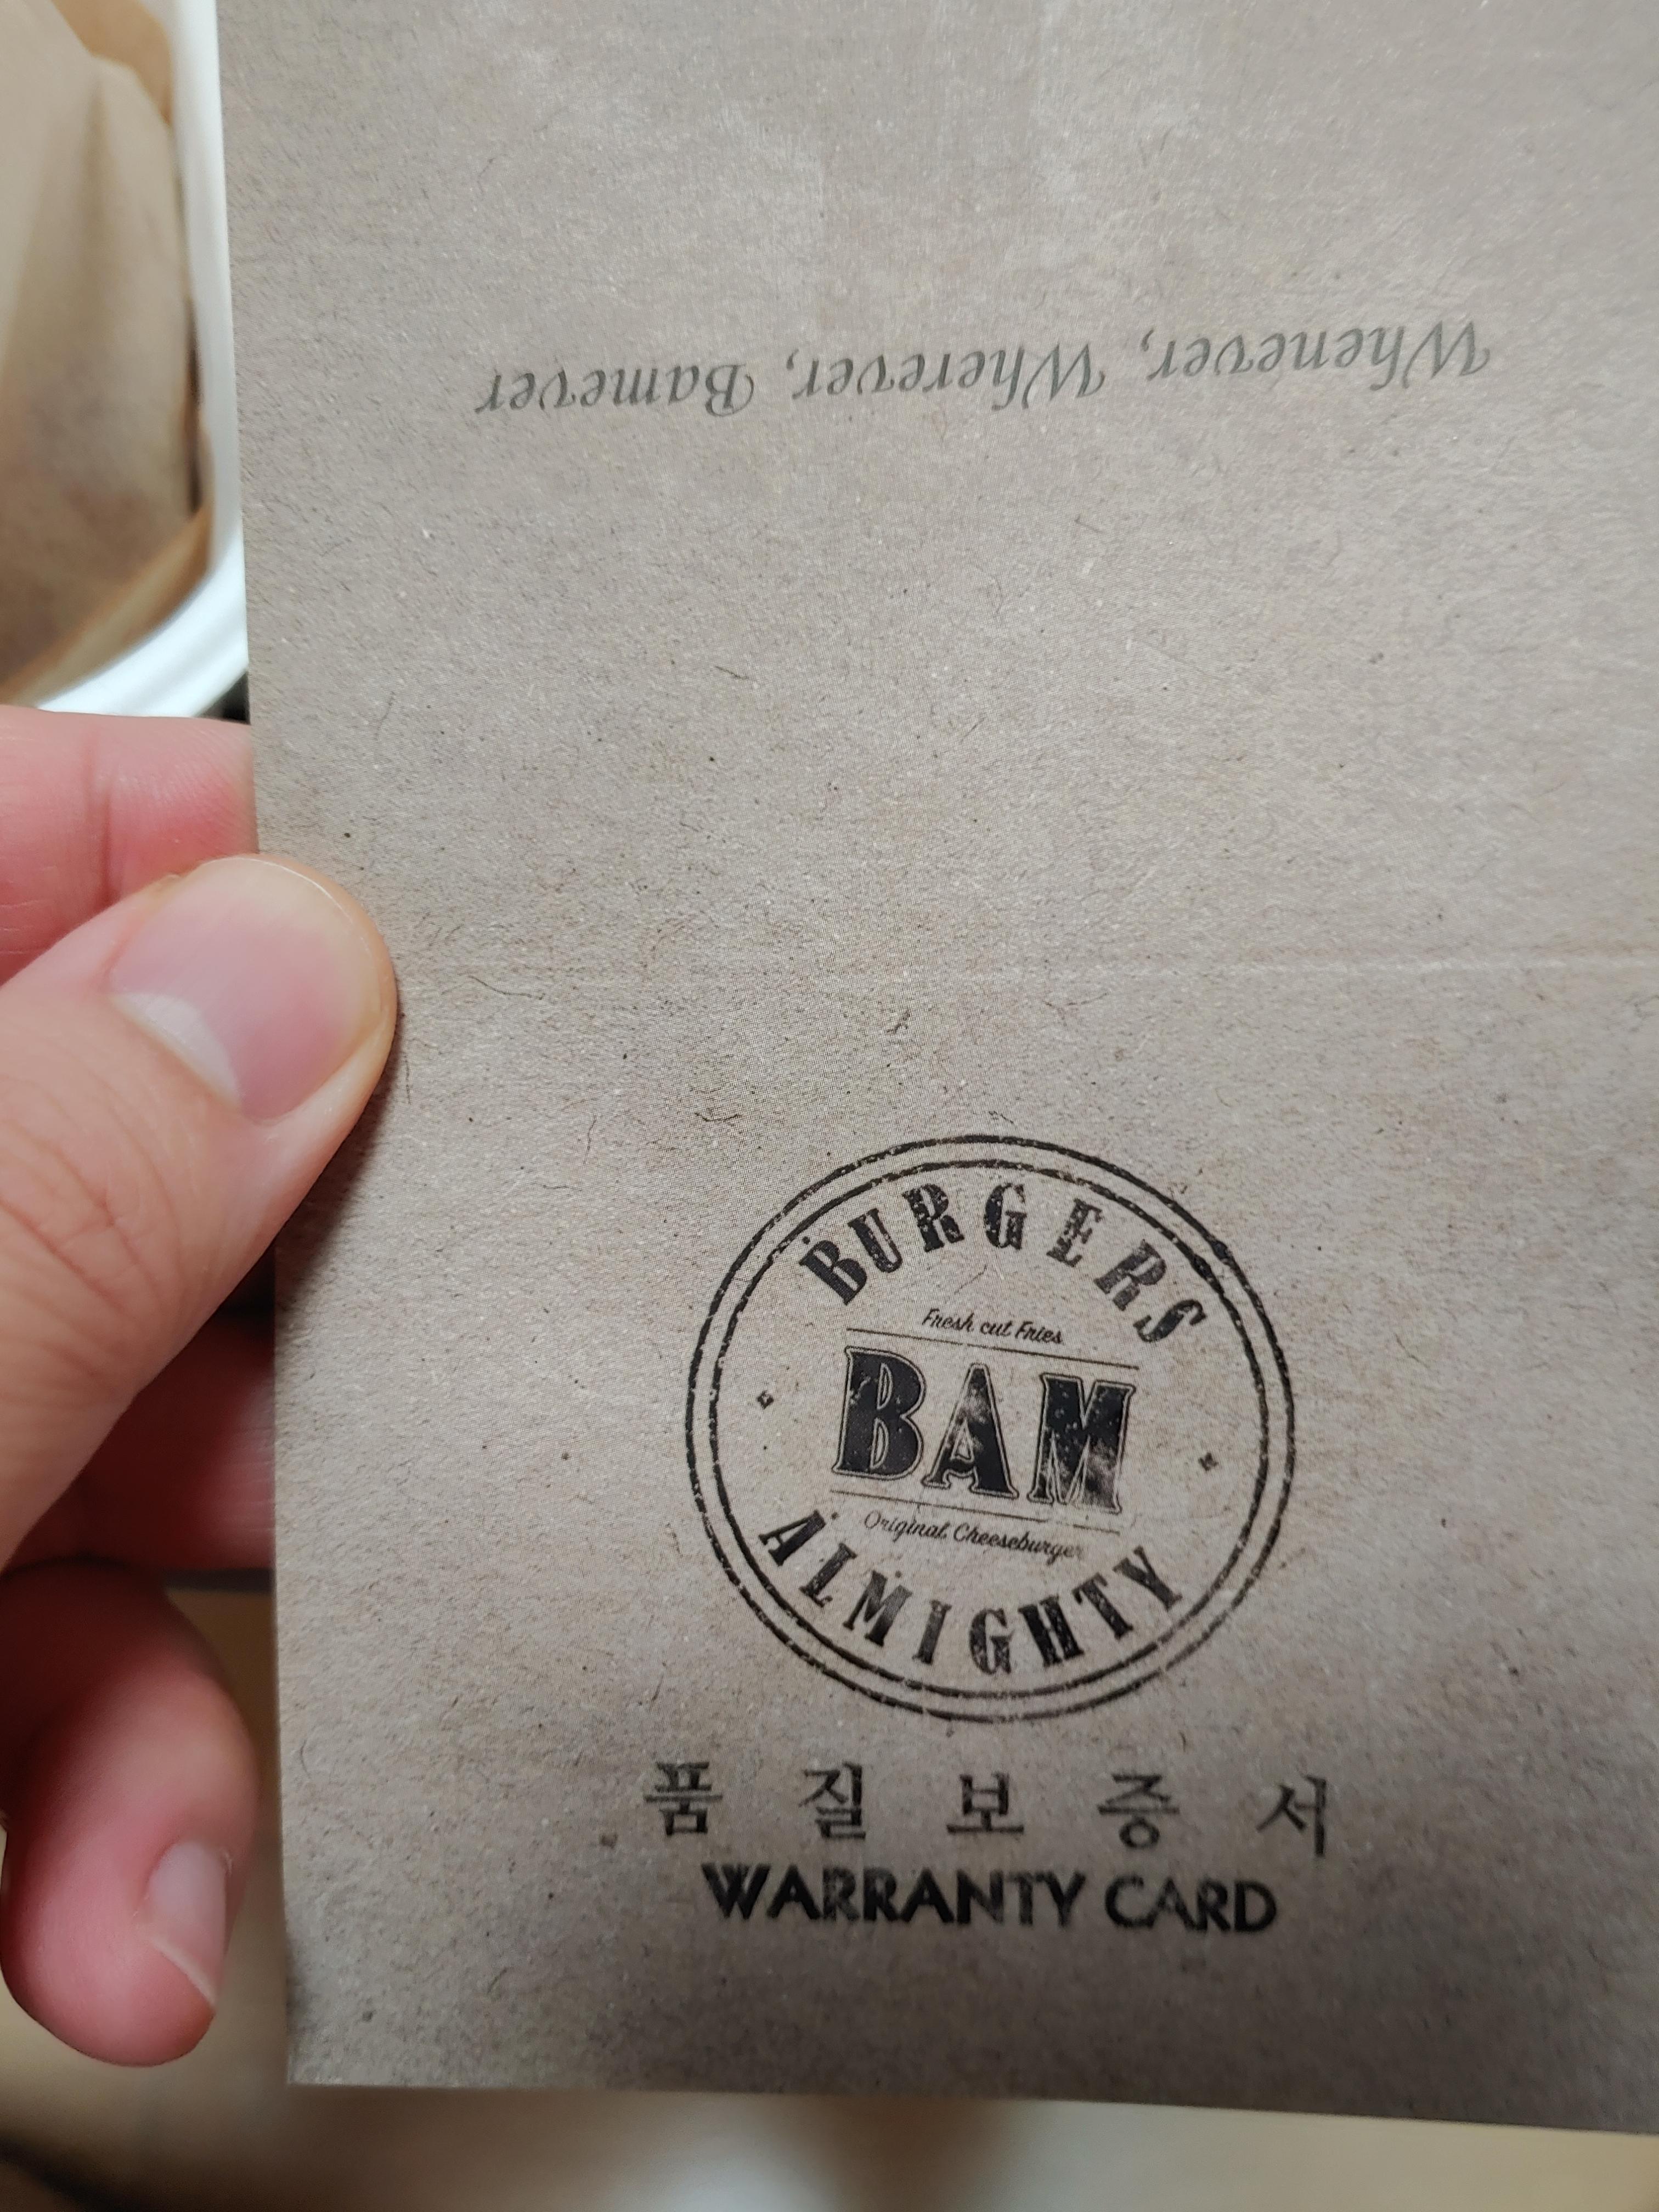 Whenever, Wherever, Bamever
BURGERS
Fresh cut Fries
BAM
Original Cheeseburger
ALMIGHTY
품 질 보 증 서
WARRANTY CARD